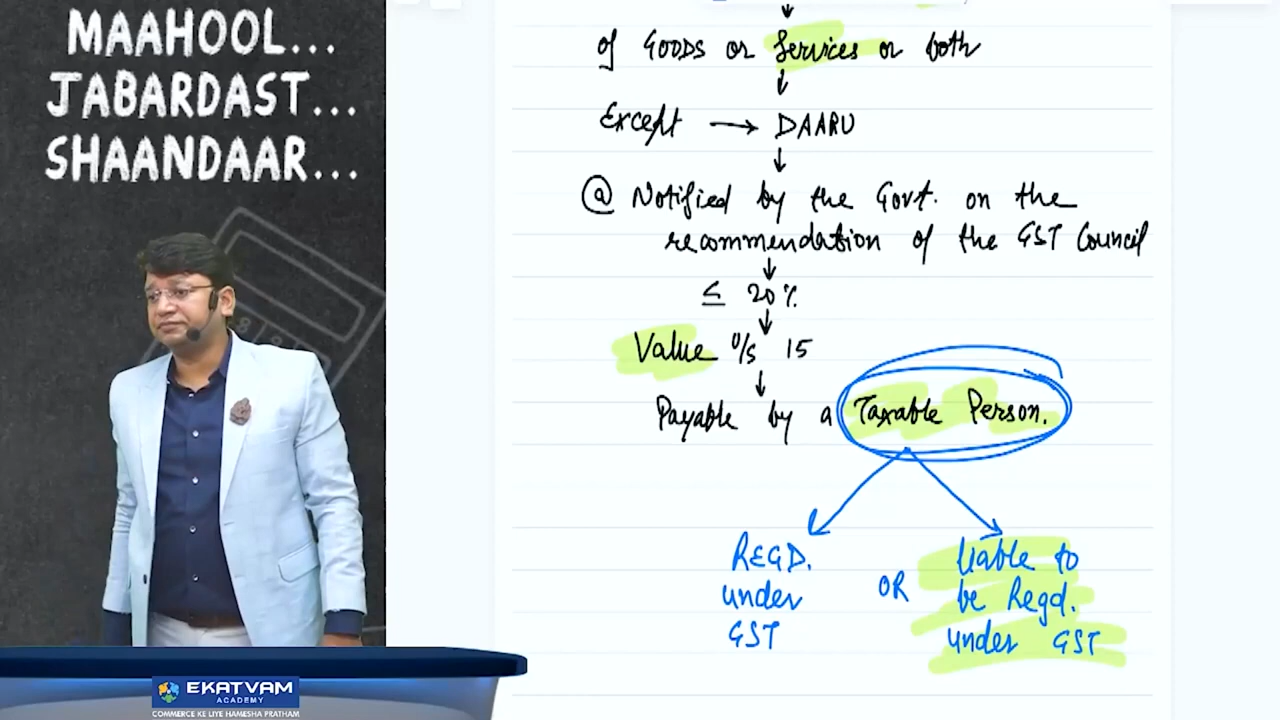 MAAHOOL...
JABARDAST...
SHAANDAAR...
of GOODS or Services or both
Except → DAARU
@ Notified by the Govt. on the
recommendation of the GST Council
≤ 20%
Value u/s 15
Payable by a Taxable Person.
REGD.
under
GST
OR
liable to
be Regd.
under GST
EKATVAM
ACADEMY
COMMERCE KE LIYE HAMESHA PRATHAM